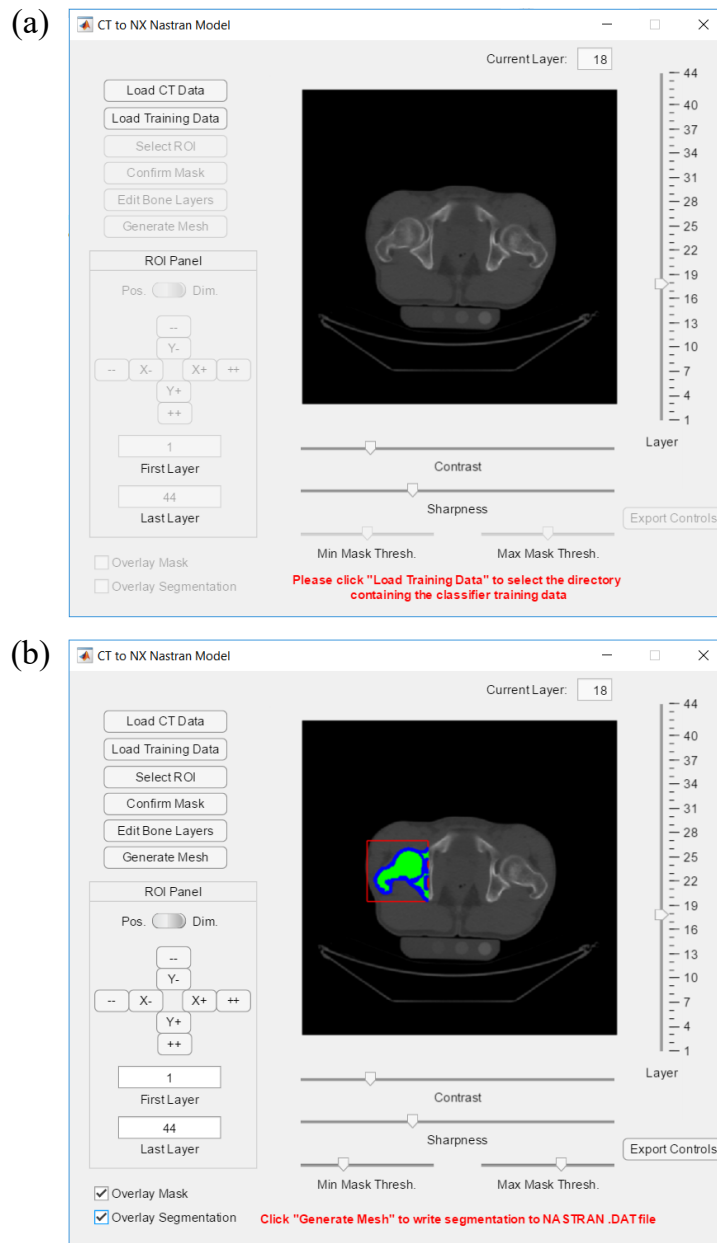 (a)
CT to NX Nastran Model
Current Layer: 18
Load CT Data
Load Training Data
Select ROI
Confirm Mask
Edit Bone Layers
Generate Mesh
ROI Panel
Pos. Dim.
--
Y-
-- X- X+ ++
Y+
++
1
First Layer
44
Last Layer
Overlay Mask
Overlay Segmentation
44
40
37
34
31
28
25
22
19
16
13
10
7
4
1
Layer
Contrast
Sharpness
Min Mask Thresh. Max Mask Thresh.
Export Controls
Please click "Load Training Data" to select the directory
containing the classifier training data
(b)
CT to NX Nastran Model
Current Layer: 18
Load CT Data
Load Training Data
Select ROI
Confirm Mask
Edit Bone Layers
Generate Mesh
ROI Panel
Pos. Dim.
--
Y-
-- X- X+ ++
Y+
++
1
First Layer
44
Last Layer
Overlay Mask
Overlay Segmentation
44
40
37
34
31
28
25
22
19
16
13
10
7
4
1
Layer
Contrast
Sharpness
Min Mask Thresh. Max Mask Thresh.
Export Controls
Click "Generate Mesh" to write segmentation to NASTRAN .DAT file